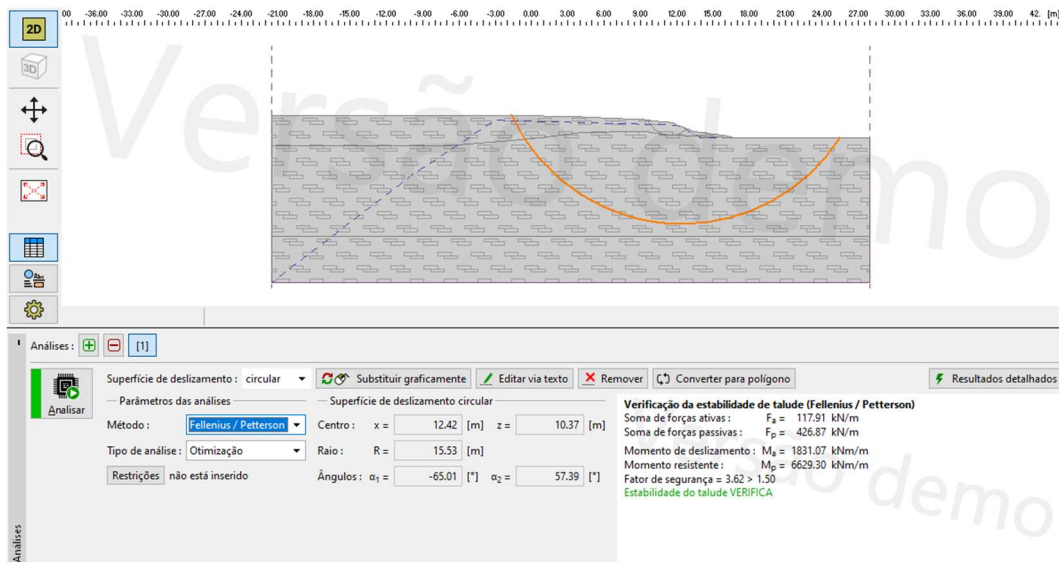 00 -36.00 -33.00 -30.00 -27.00 -24.00 -21.00 -18.00 -15.00 -12.00 -9.00 -6.00 -3.00 0.00 3.00 6.00 9.00 12.00 15.00 18.00 21.00 24.00 27.00 30.00 33.00 36.00 39.00 42. [m]
2D
3D
Versão demo
Análises : [1]
Analisar
Superfície de deslizamento : circular Substituir graficamente Editar via texto Remover Converter para polígono Resultados detalhados
Parâmetros das análises
Método : Fellenius / Petterson
Tipo de análise : Otimização
Restrições não está inserido
Superfície de deslizamento circular
Centro : x = 12.42 [m] z = 10.37 [m]
Raio : R = 15.53 [m]
Ângulos : α1 = -65.01 [°] α2 = 57.39 [°]
Verificação da estabilidade de talude (Fellenius / Petterson)
Soma de forças ativas : Fa = 117.91 kN/m
Soma de forças passivas : Fp = 426.87 kN/m
Momento de deslizamento : Ma = 1831.07 kNm/m
Momento resistente : Mp = 6629.30 kNm/m
Fator de segurança = 3.62 > 1.50
Estabilidade do talude VERIFICA
Versão demo
Análises